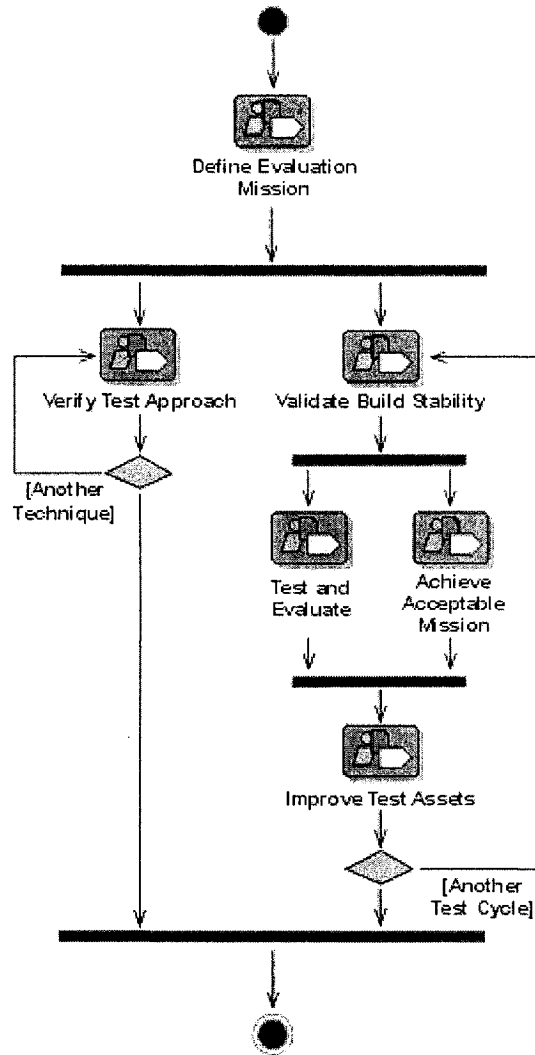 Define Evaluation
Mission
Verify Test Approach
Validate Build Stability
[Another
Technique]
Test and
Evaluate
Achieve
Acceptable
Mission
Improve Test Assets
[Another
Test Cycle]